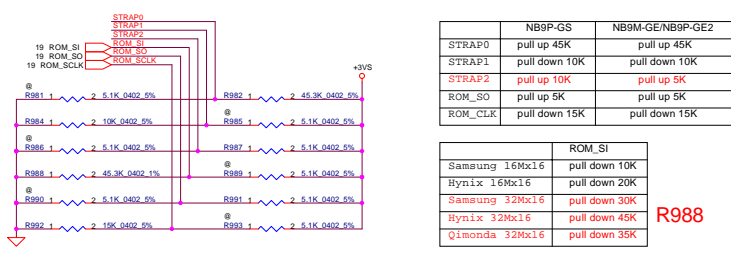 STRAP0
STRAP1
STRAP2
19 ROM_SI ROM_SI
19 ROM_SO ROM_SO
19 ROM_SCLK ROM_SCLK
+3VS
@
R981 1 2 5.1K_0402_5% R982 1 2 45.3K_0402_5%
@
R984 1 2 10K_0402_5% R985 1 2 5.1K_0402_5%
@
R986 1 2 5.1K_0402_5% R987 1 2 5.1K_0402_5%
@
R988 1 2 45.3K_0402_1% R989 1 2 5.1K_0402_5%
@ @
R990 1 2 5.1K_0402_5% R991 1 2 5.1K_0402_5%
@
R992 1 2 15K_0402_5% R993 1 2 5.1K_0402_5%
NB9P-GS NB9M-GE/NB9P-GE2
STRAP0 pull up 45K pull up 45K
STRAP1 pull down 10K pull down 10K
STRAP2 pull up 10K pull up 5K
ROM_SO pull up 5K pull up 5K
ROM_CLK pull down 15K pull down 15K
ROM_SI
Samsung 16Mx16 pull down 10K
Hynix 16Mx16 pull down 20K
Samsung 32Mx16 pull down 30K
Hynix 32Mx16 pull down 45K
Qimonda 32Mx16 pull down 35K
R988